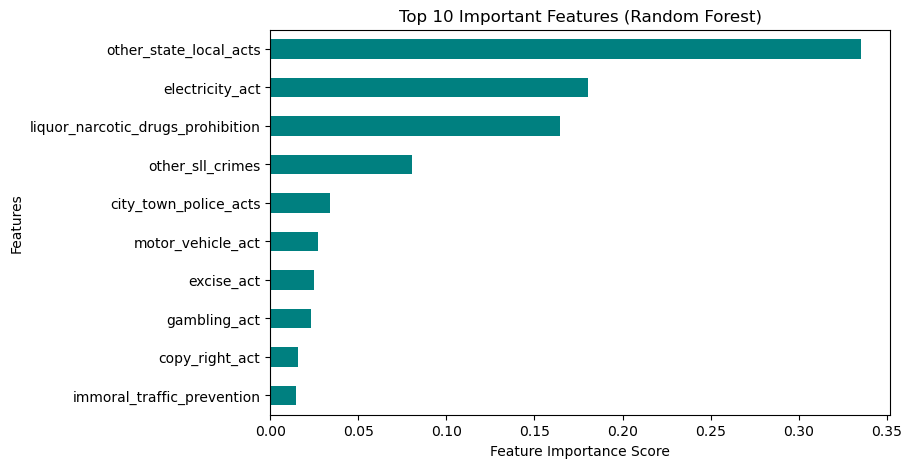 Top 10 Important Features (Random Forest)
other_state_local_acts
electricity_act
liquor_narcotic_drugs_prohibition
other_sll_crimes
city_town_police_acts
motor_vehicle_act
excise_act
gambling_act
copy_right_act
immoral_traffic_prevention
Features
0.00 0.05 0.10 0.15 0.20 0.25 0.30 0.35
Feature Importance Score